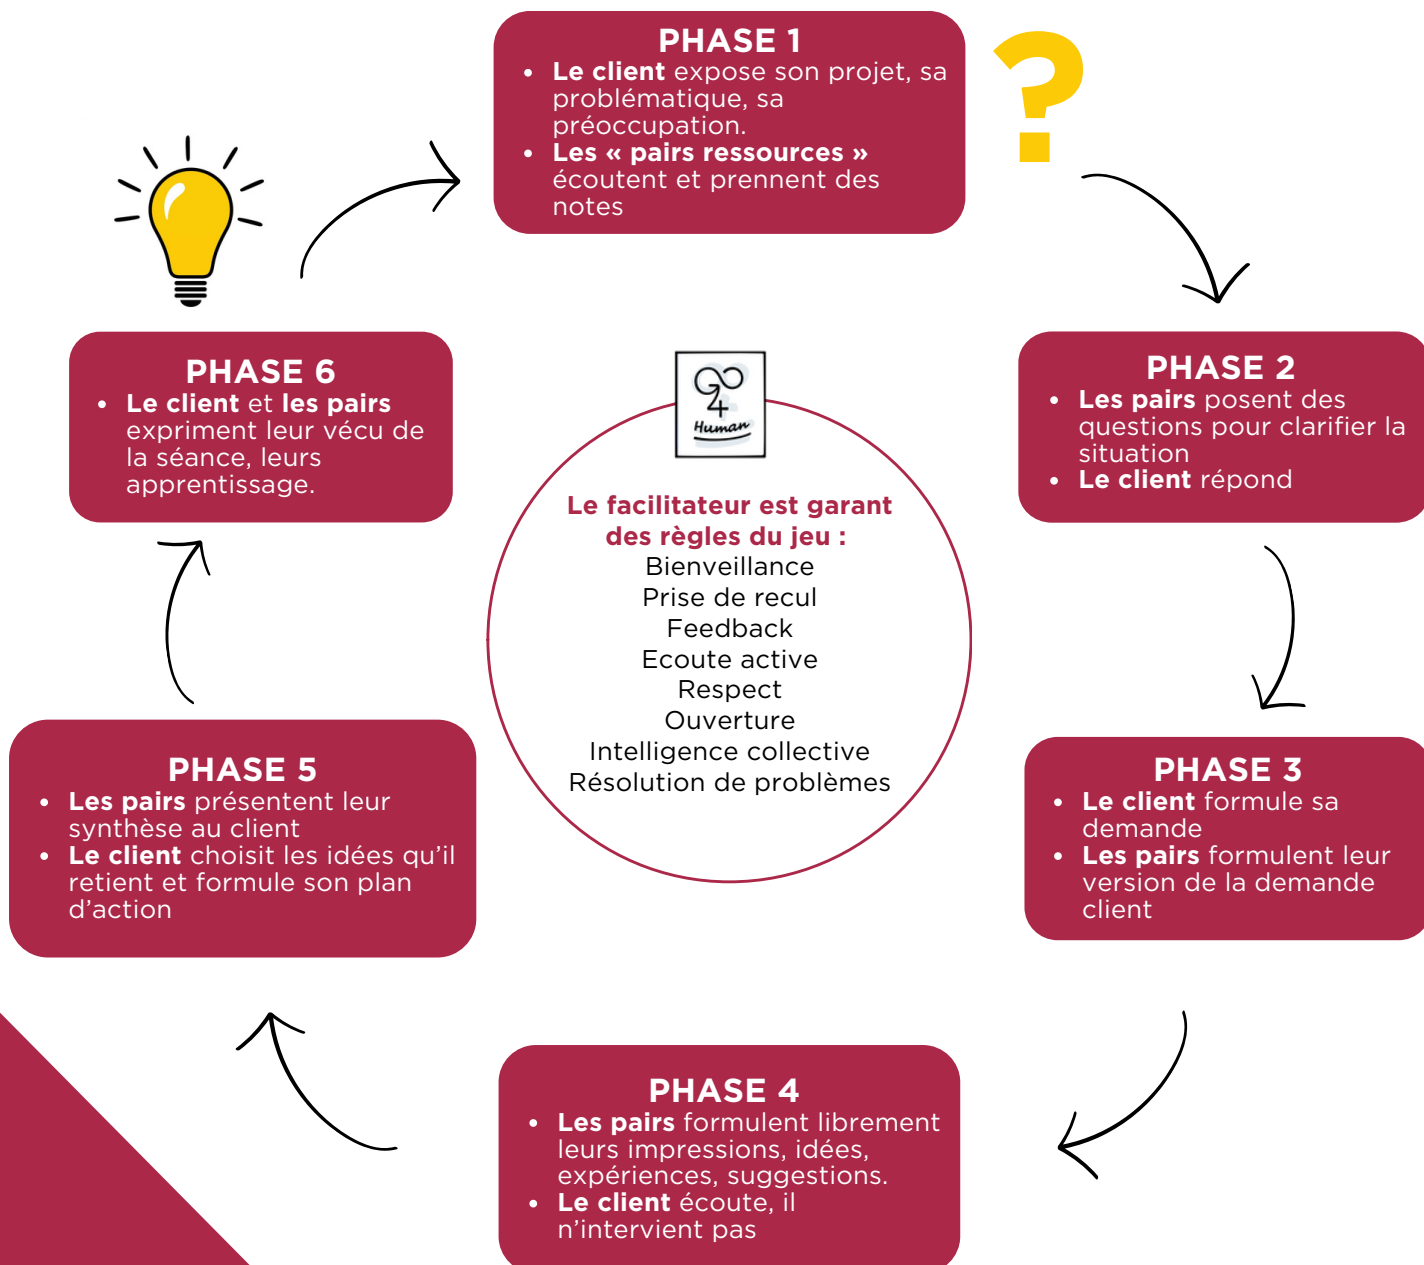 PHASE 1
• Le client expose son projet, sa
problématique, sa
préoccupation.
• Les « pairs ressources »
écoutent et prennent des
notes
?
PHASE 2
• Les pairs posent des
questions pour clarifier la
situation
• Le client répond
PHASE 3
• Le client formule sa
demande
• Les pairs formulent leur
version de la demande
client
PHASE 4
• Les pairs formulent librement
leurs impressions, idées,
expériences, suggestions.
• Le client écoute, il
n'intervient pas
PHASE 5
• Les pairs présentent leur
synthèse au client
• Le client choisit les idées qu'il
retient et formule son plan
d'action
PHASE 6
• Le client et les pairs
expriment leur vécu de
la séance, leurs
apprentissage.
GO
4
Human
Le facilitateur est garant
des règles du jeu :
Bienveillance
Prise de recul
Feedback
Ecoute active
Respect
Ouverture
Intelligence collective
Résolution de problèmes